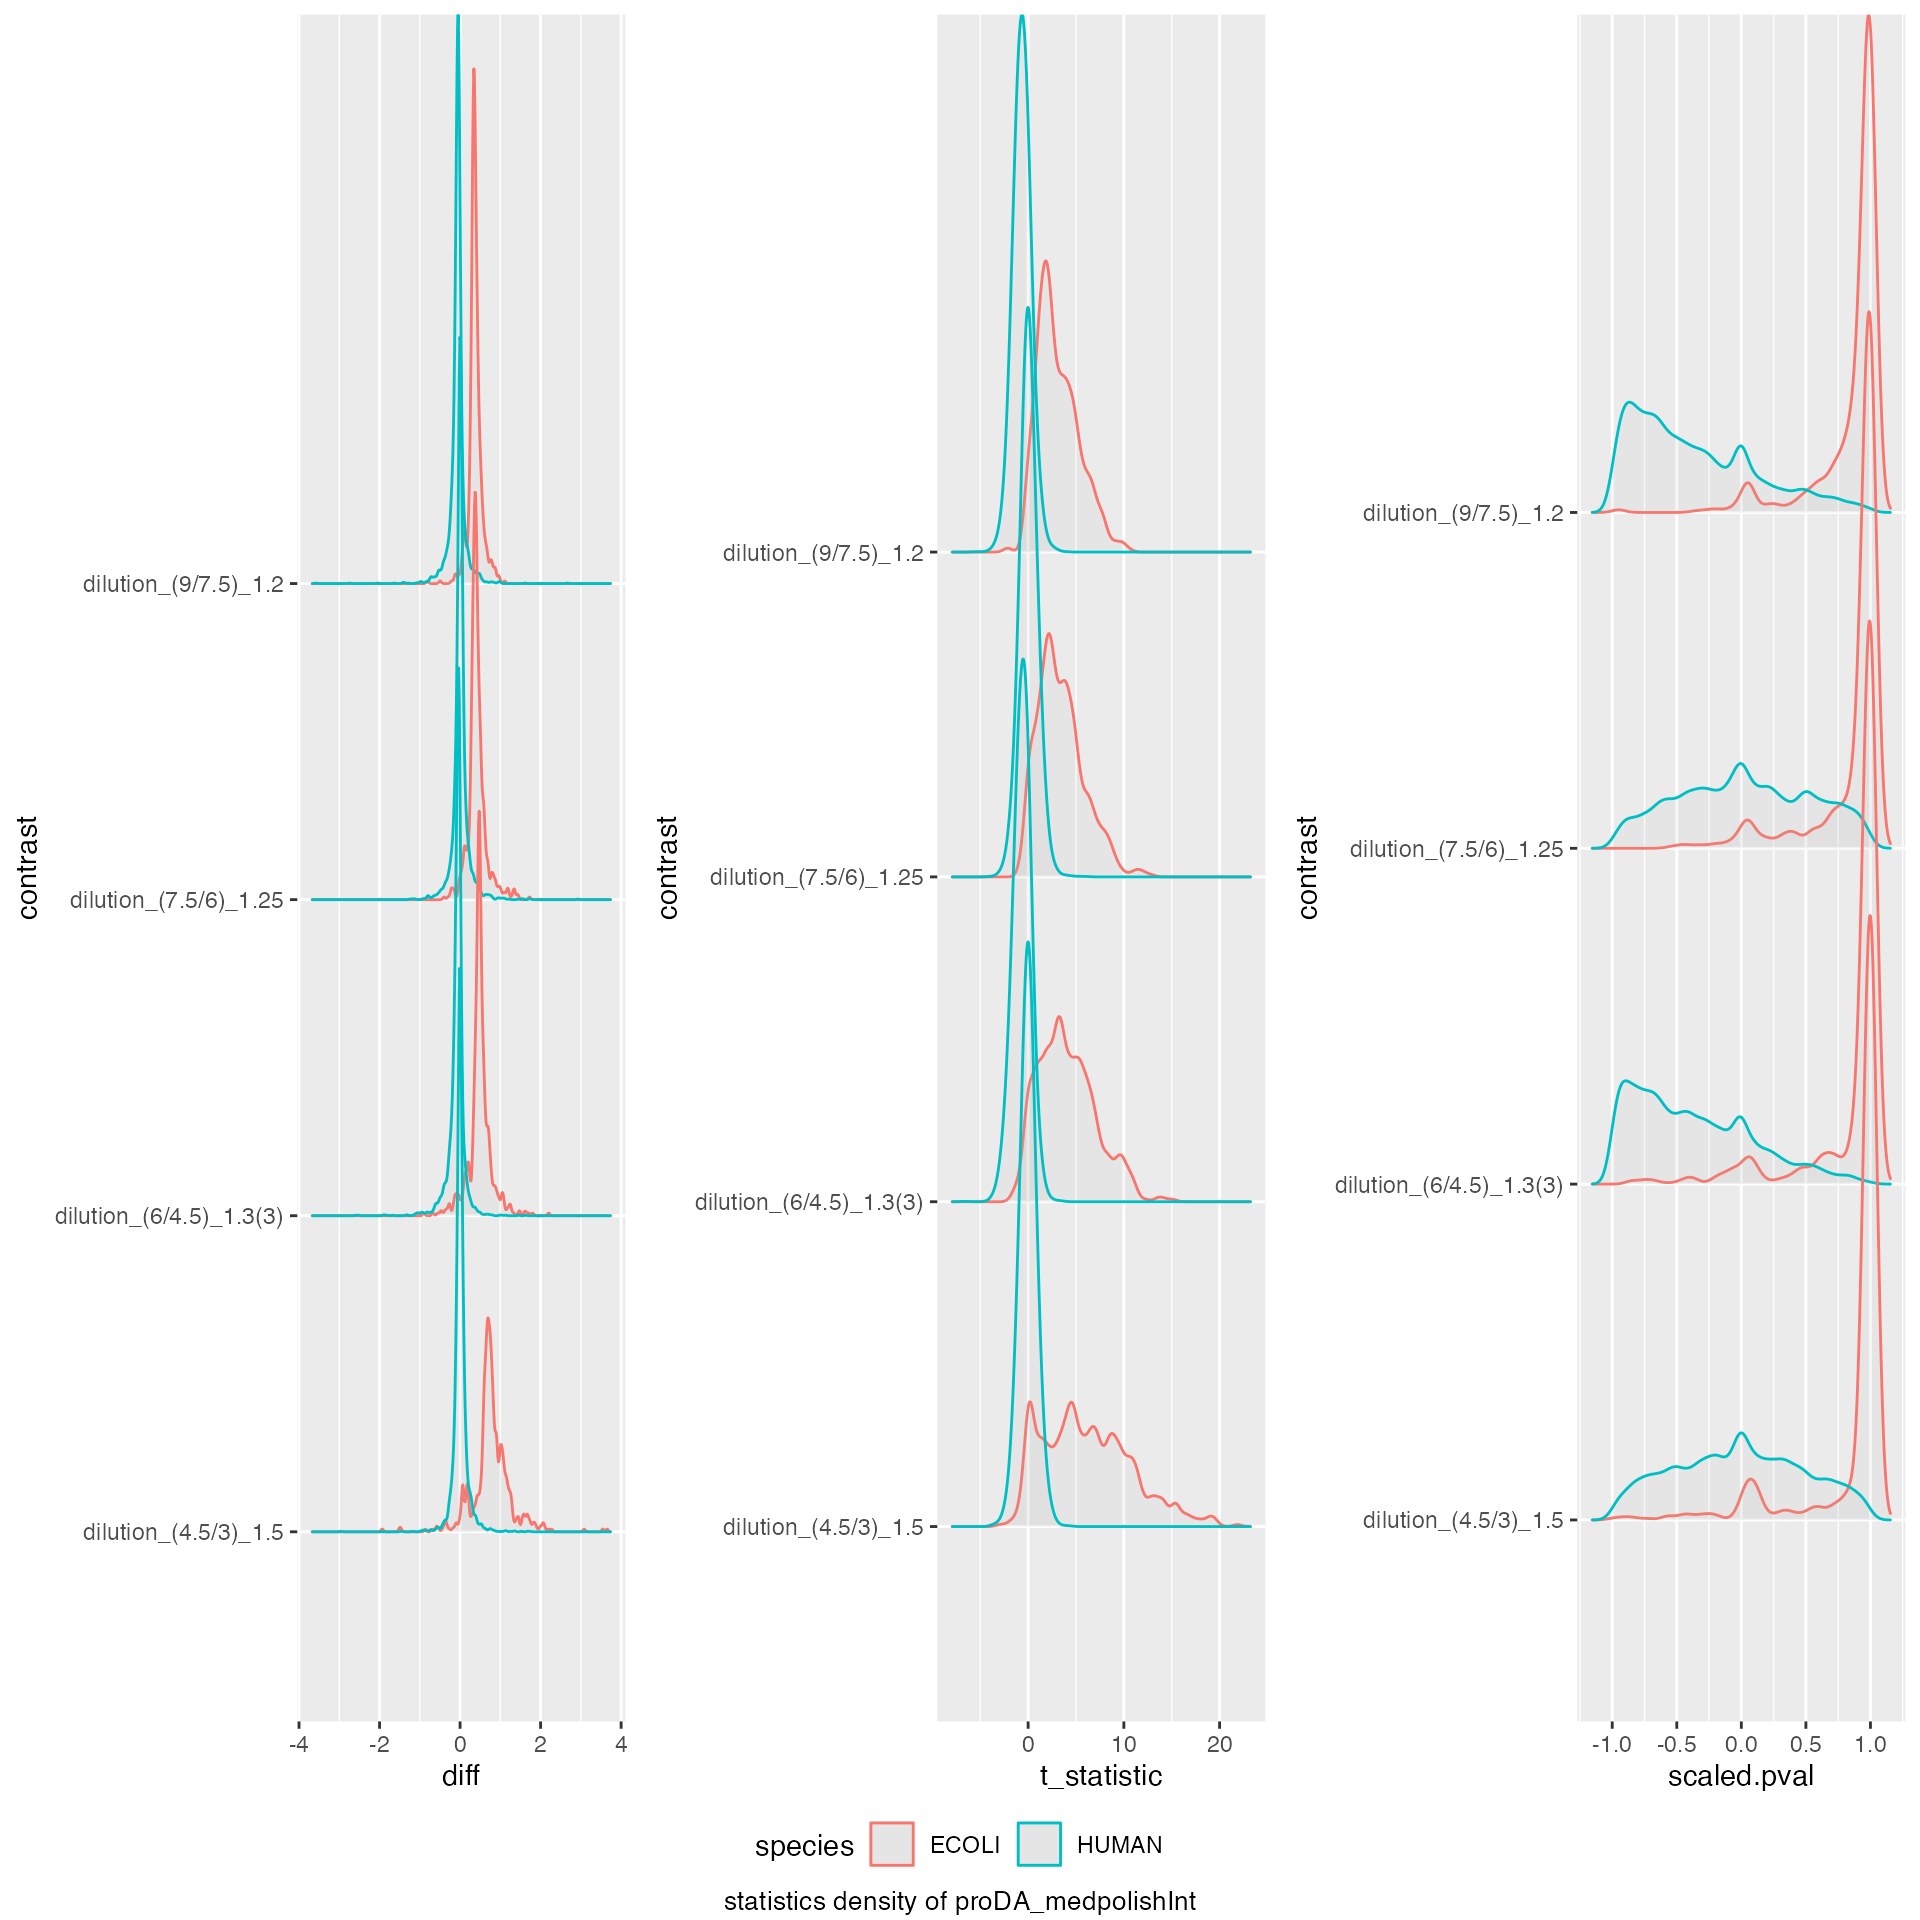 contrast
dilution_(9/7.5)_1.2
dilution_(7.5/6)_1.25
dilution_(6/4.5)_1.3(3)
dilution_(4.5/3)_1.5
-4 -2 0 2 4
diff
contrast
dilution_(9/7.5)_1.2
dilution_(7.5/6)_1.25
dilution_(6/4.5)_1.3(3)
dilution_(4.5/3)_1.5
0 10 20
t_statistic
contrast
dilution_(9/7.5)_1.2
dilution_(7.5/6)_1.25
dilution_(6/4.5)_1.3(3)
dilution_(4.5/3)_1.5
-1.0 -0.5 0.0 0.5 1.0
scaled.pval
species ECOLI HUMAN
statistics density of proDA_medpolishInt